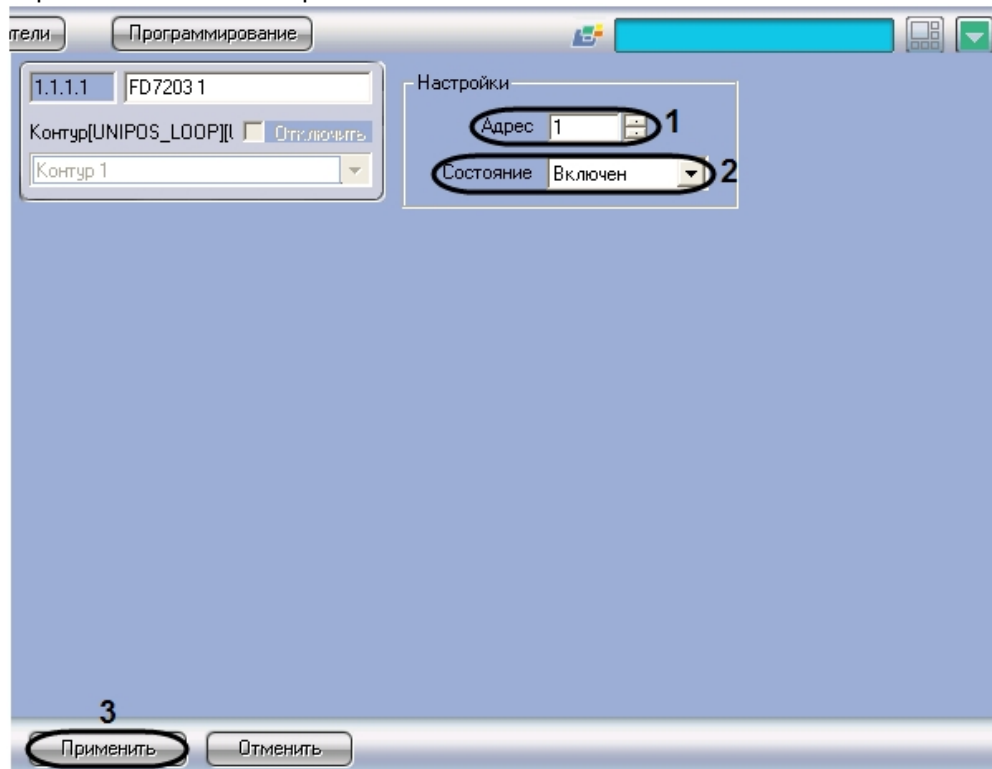 тели Программирование
1.1.1.1 FD7203 1
Контур[UNIPOS_LOOP][ Отключить
Контур 1
Настройки
Адрес 1 1
Состояние Включен 2
3
Применить Отменить